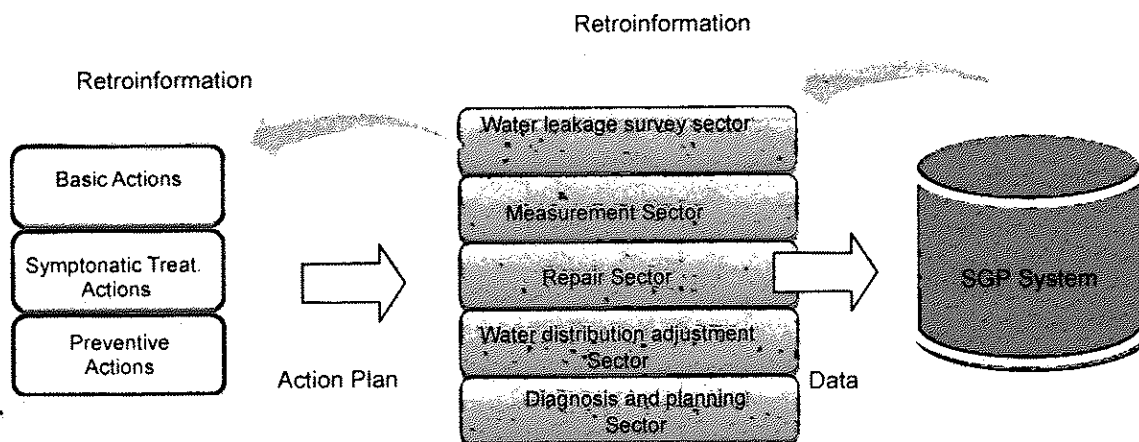 Retroinformation
Retroinformation
Basic Actions
Symptonatic Treat.
Actions
Preventive
Actions
Action Plan
Water leakage survey sector
Measurement Sector
Repair Sector
Water distribution adjustment
Sector
Diagnosis and planning
Sector
Data
SGP System